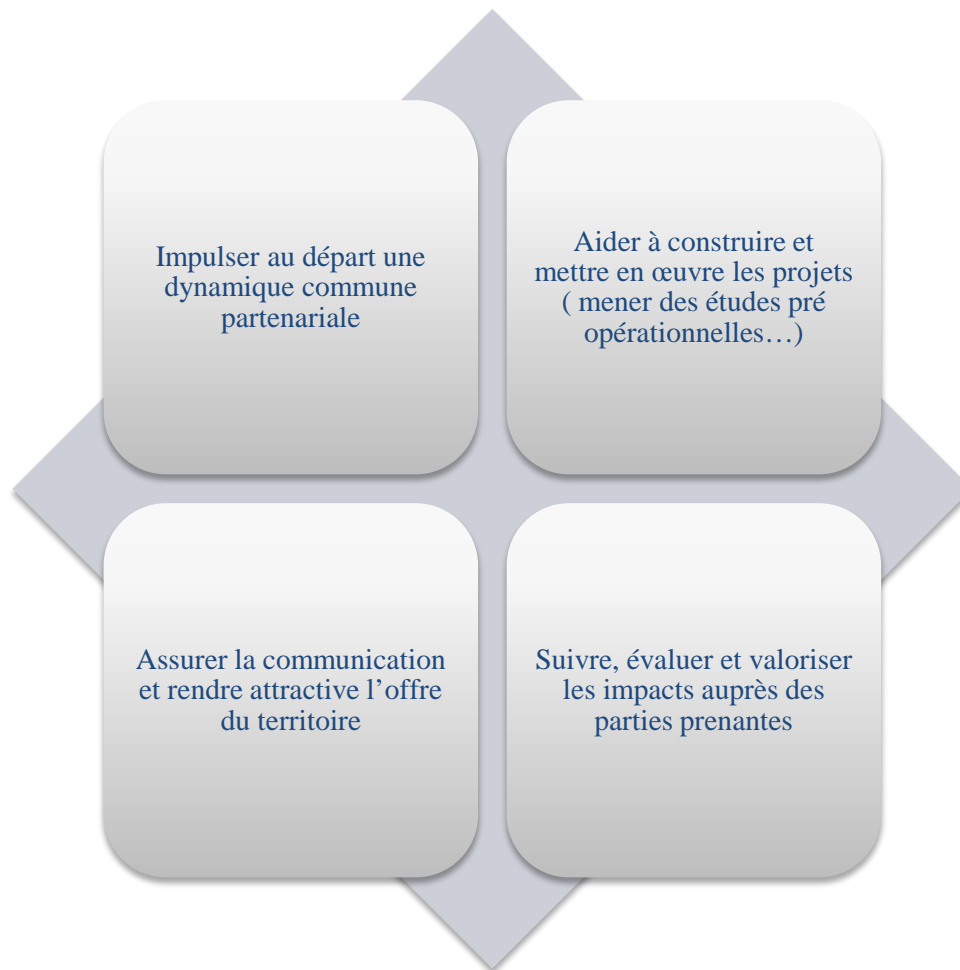 Impulser au départ une
dynamique commune
partenariale
Aider à construire et
mettre en œuvre les projets
( mener des études pré
opérationnelles…)
Assurer la communication
et rendre attractive l’offre
du territoire
Suivre, évaluer et valoriser
les impacts auprès des
parties prenantes